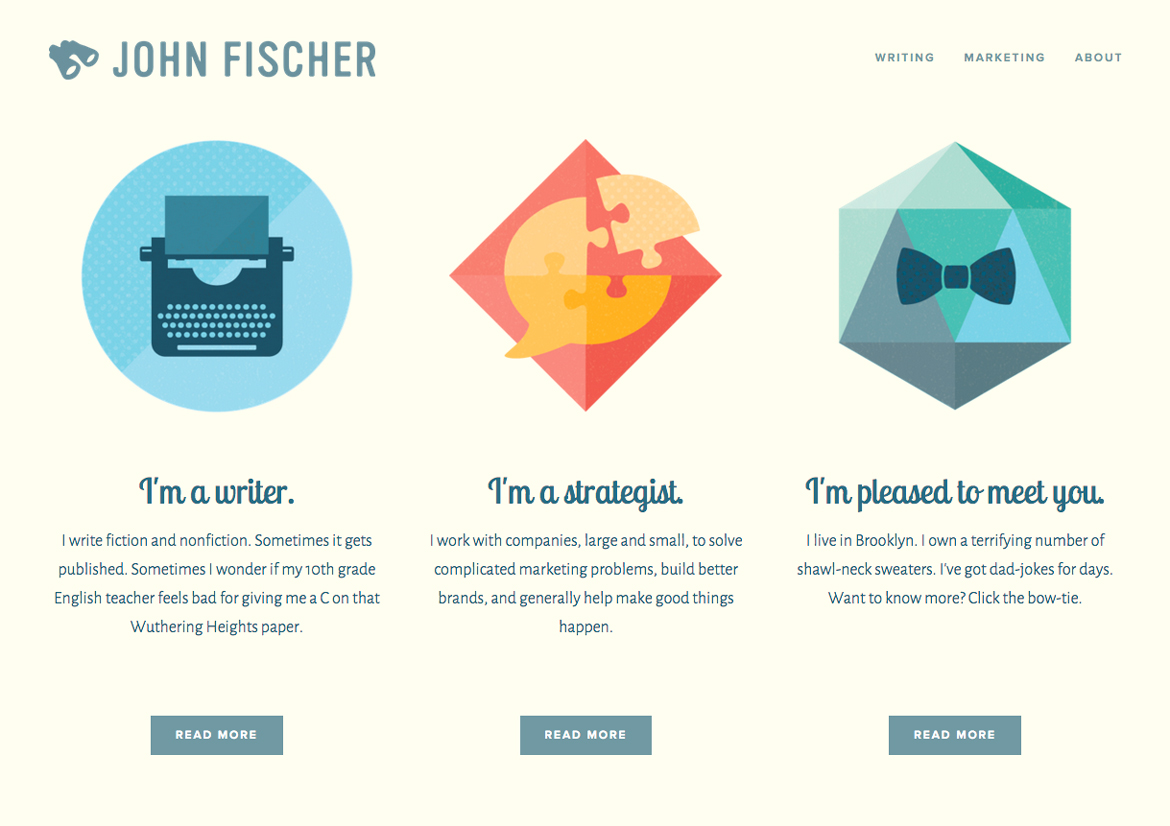 JOHN FISCHER
WRITING MARKETING ABOUT
I'm a writer.
I write fiction and nonfiction. Sometimes it gets
published. Sometimes I wonder if my 10th grade
English teacher feels bad for giving me a C on that
Wuthering Heights paper.
READ MORE
I'm a strategist.
I work with companies, large and small, to solve
complicated marketing problems, build better
brands, and generally help make good things
happen.
READ MORE
I'm pleased to meet you.
I live in Brooklyn. I own a terrifying number of
shawl-neck sweaters. I've got dad-jokes for days.
Want to know more? Click the bow-tie.
READ MORE